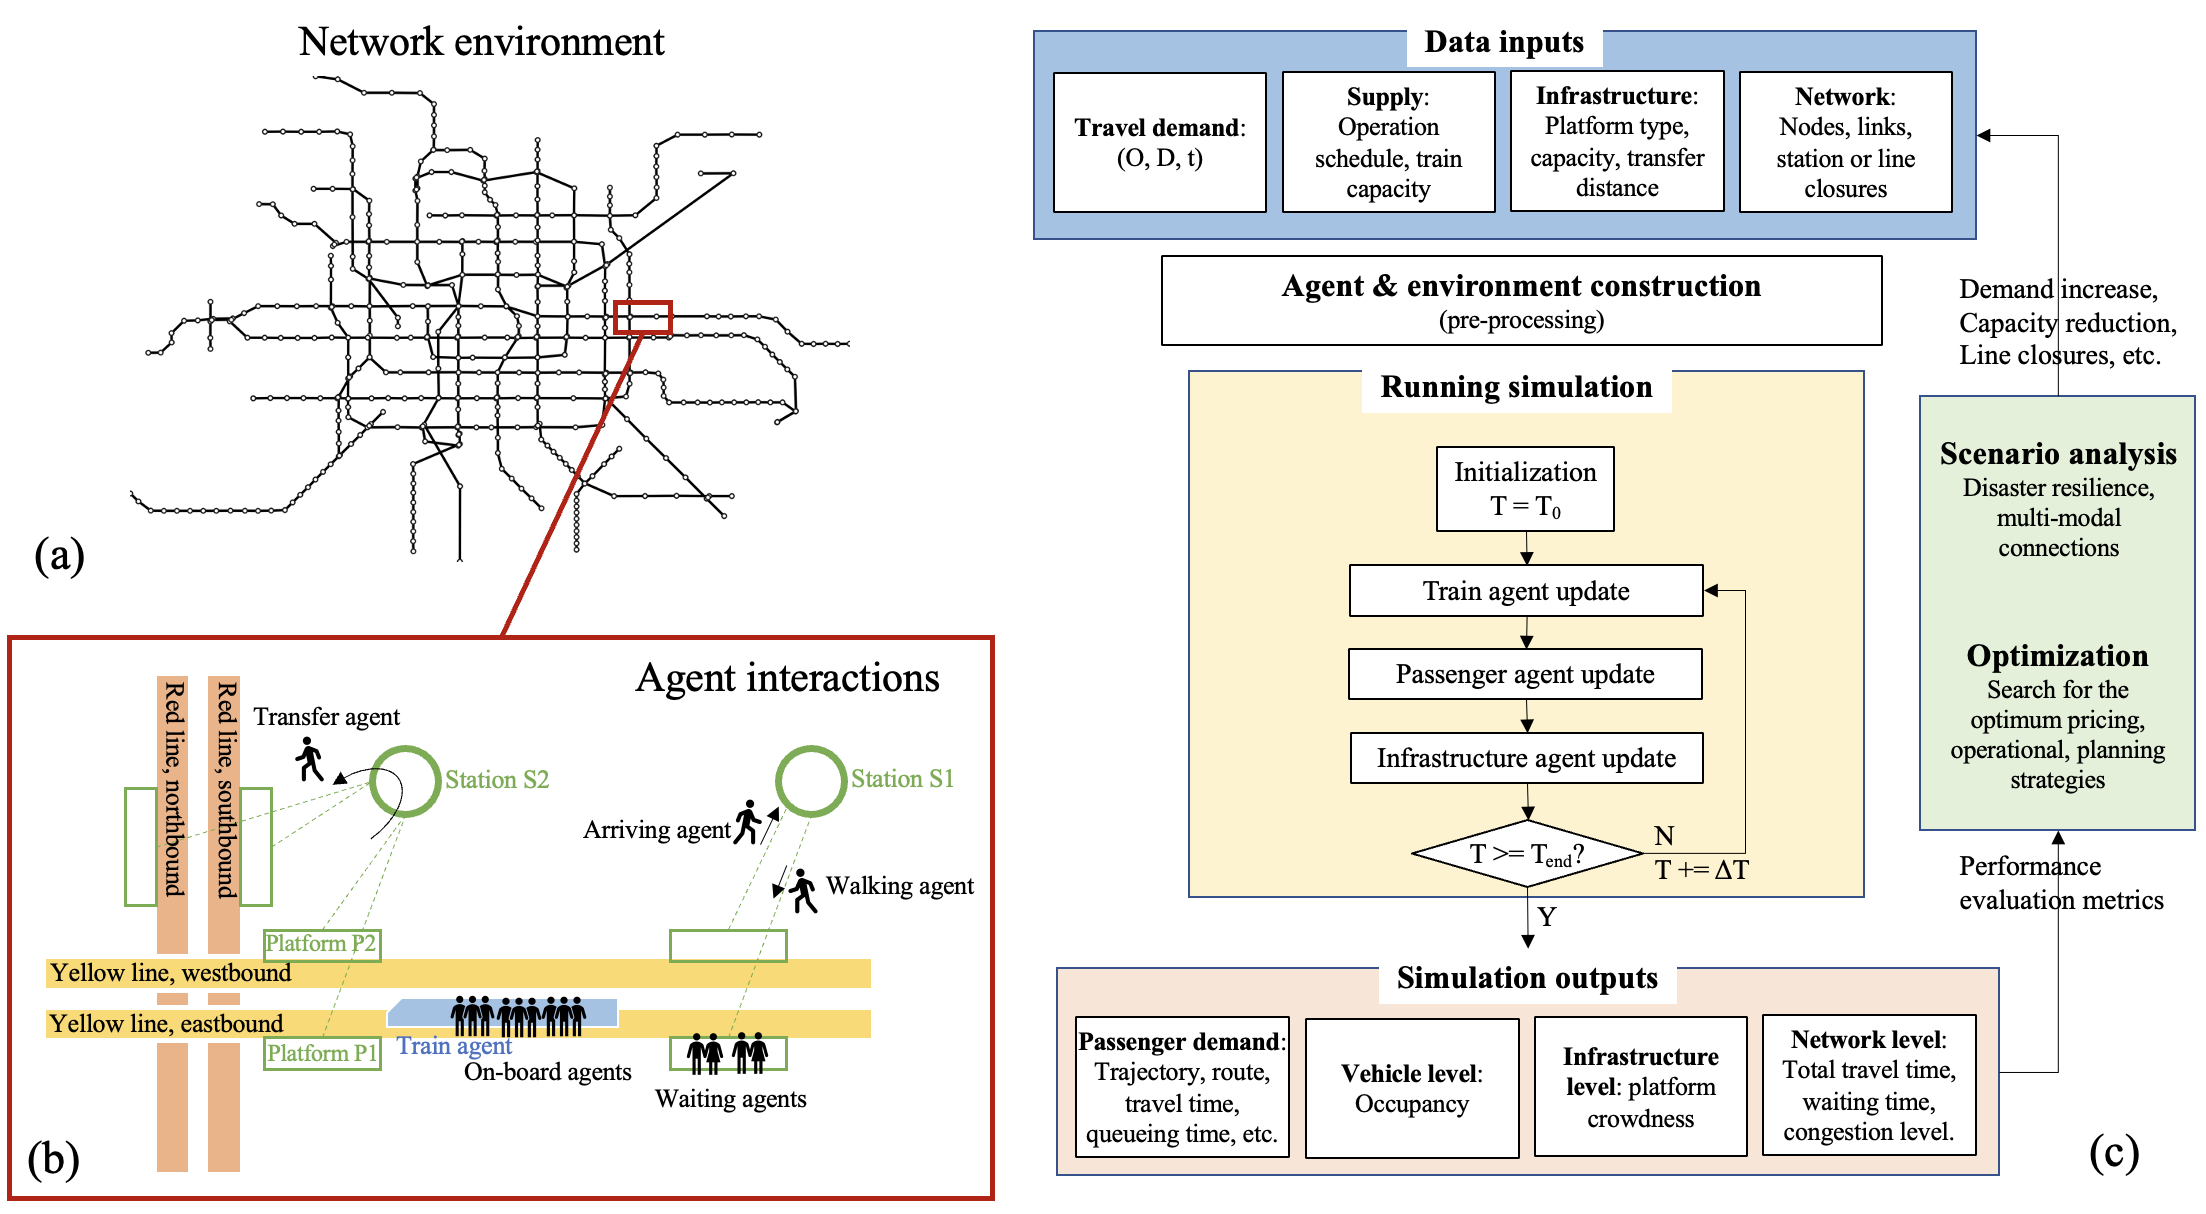 Network environment
(a)
Agent interactions
Red line, northbound
Red line, southbound
Transfer agent
Station S2
Station S1
Arriving agent
Walking agent
Platform P2
Yellow line, westbound
Yellow line, eastbound
Platform P1
Train agent
On-board agents
Waiting agents
(b)
Data inputs
Travel demand:
(O, D, t)
Supply:
Operation
schedule, train
capacity
Infrastructure:
Platform type,
capacity, transfer
distance
Network:
Nodes, links,
station or line
closures
Agent & environment construction
(pre-processing)
Running simulation
Initialization
T = T₀
Train agent update
Passenger agent update
Infrastructure agent update
T >= Tend?
N
T += ΔT
Y
Simulation outputs
Passenger demand:
Trajectory, route,
travel time,
queueing time, etc.
Vehicle level:
Occupancy
Infrastructure
level: platform
crowdness
Network level:
Total travel time,
waiting time,
congestion level.
Demand increase,
Capacity reduction,
Line closures, etc.
Scenario analysis
Disaster resilience,
multi-modal
connections
Optimization
Search for the
optimum pricing,
operational, planning
strategies
Performance
evaluation metrics
(c)